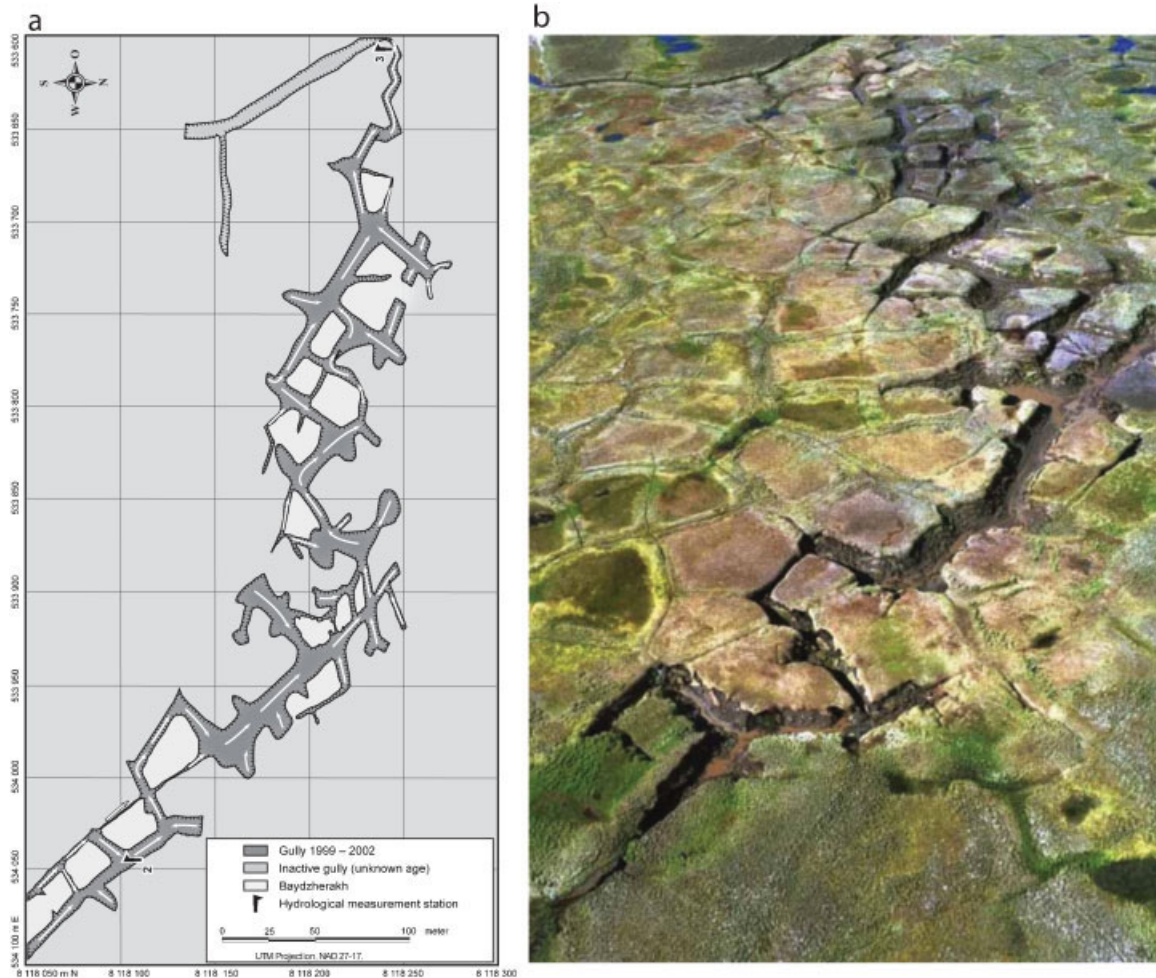 a
b
O
S
N
W
533 600
533 650
533 700
533 750
533 800
533 850
533 900
533 950
534 000
534 050
534 100 m E
3
2
Gully 1999 – 2002
Inactive gully (unknown age)
Baydzherakh
Hydrological measurement station
0 25 50 100 meter
UTM Projection. NAD 27-17.
8 118 050 m N 8 118 100 8 118 150 8 118 200 8 118 250 8 118 300